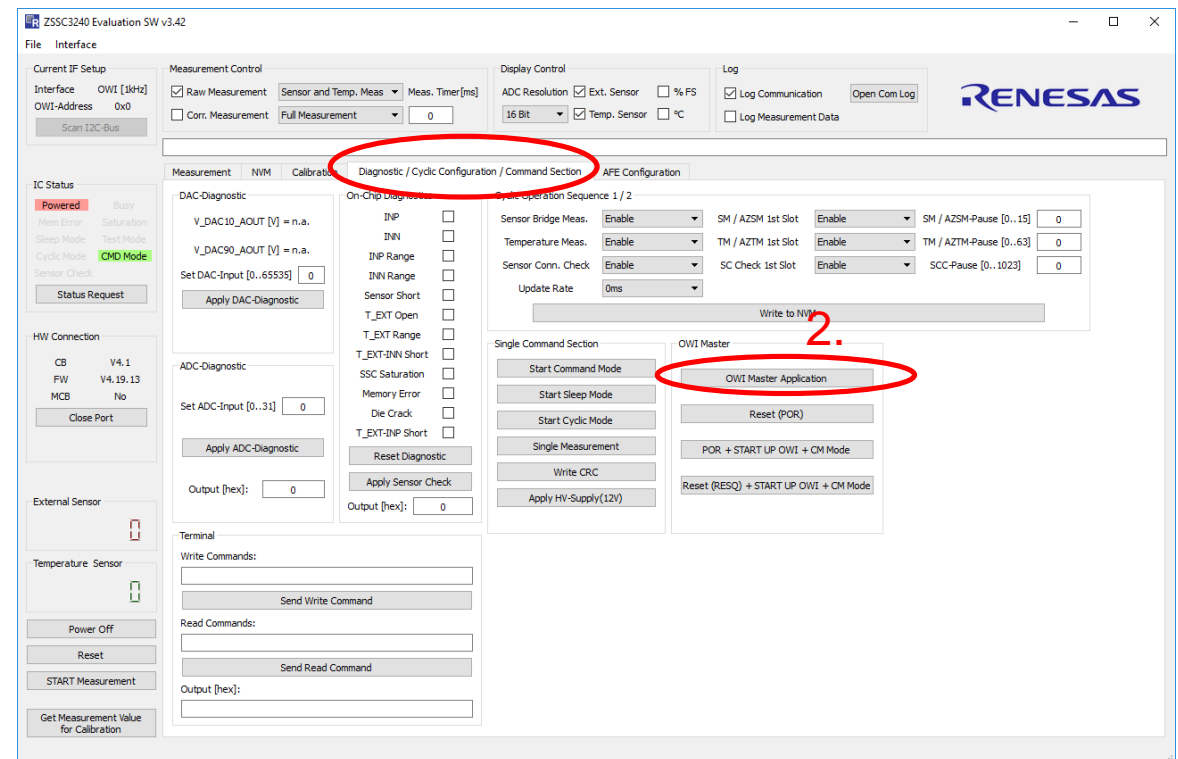 ZSSC3240 Evaluation SW v3.42
File Interface
Current IF Setup
Interface OWI [1kHz]
OWI-Address 0x0
Scan I2C-Bus
Measurement Control
Raw Measurement Sensor and Temp. Meas Meas. Timer[ms]
Corr. Measurement Full Measurement 0
Display Control
ADC Resolution Ext. Sensor % FS
16 Bit Temp. Sensor °C
Log
Log Communication Open Com Log
Log Measurement Data
RENESAS
Measurement NVM Calibration Diagnostic / Cyclic Configuration / Command Section AFE Configuration
IC Status
Powered Busy
Mem Error Saturation
Sleep Mode Test Mode
Cyclic Mode CMD Mode
Sensor Check
Status Request
HW Connection
CB V4.1
FW V4.19.13
MCB No
Close Port
External Sensor
0
Temperature Sensor
0
Power Off
Reset
START Measurement
Get Measurement Value
for Calibration
DAC-Diagnostic
V_DAC10_AOUT [V] = n.a.
V_DAC90_AOUT [V] = n.a.
Set DAC-Input [0..65535] 0
Apply DAC-Diagnostic
ADC-Diagnostic
Set ADC-Input [0..31] 0
Apply ADC-Diagnostic
Output [hex]: 0
On-Chip Diagnostics
INP
INN
INP Range
INN Range
Sensor Short
T_EXT Open
T_EXT Range
T_EXT-INN Short
SSC Saturation
Memory Error
Die Crack
T_EXT-INP Short
Reset Diagnostic
Apply Sensor Check
Output [hex]: 0
Cyclic Operation Sequence 1 / 2
Sensor Bridge Meas. Enable SM / AZSM 1st Slot Enable SM / AZSM-Pause [0..15] 0
Temperature Meas. Enable TM / AZTM 1st Slot Enable TM / AZTM-Pause [0..63] 0
Sensor Conn. Check Enable SC Check 1st Slot Enable SCC-Pause [0..1023] 0
Update Rate 0ms
Write to NVM
2.
Single Command Section
Start Command Mode
Start Sleep Mode
Start Cyclic Mode
Single Measurement
Write CRC
Apply HV-Supply(12V)
OWI Master
OWI Master Application
Reset (POR)
POR + START UP OWI + CM Mode
Reset (RESQ) + START UP OWI + CM Mode
Terminal
Write Commands:
Send Write Command
Read Commands:
Send Read Command
Output [hex]: